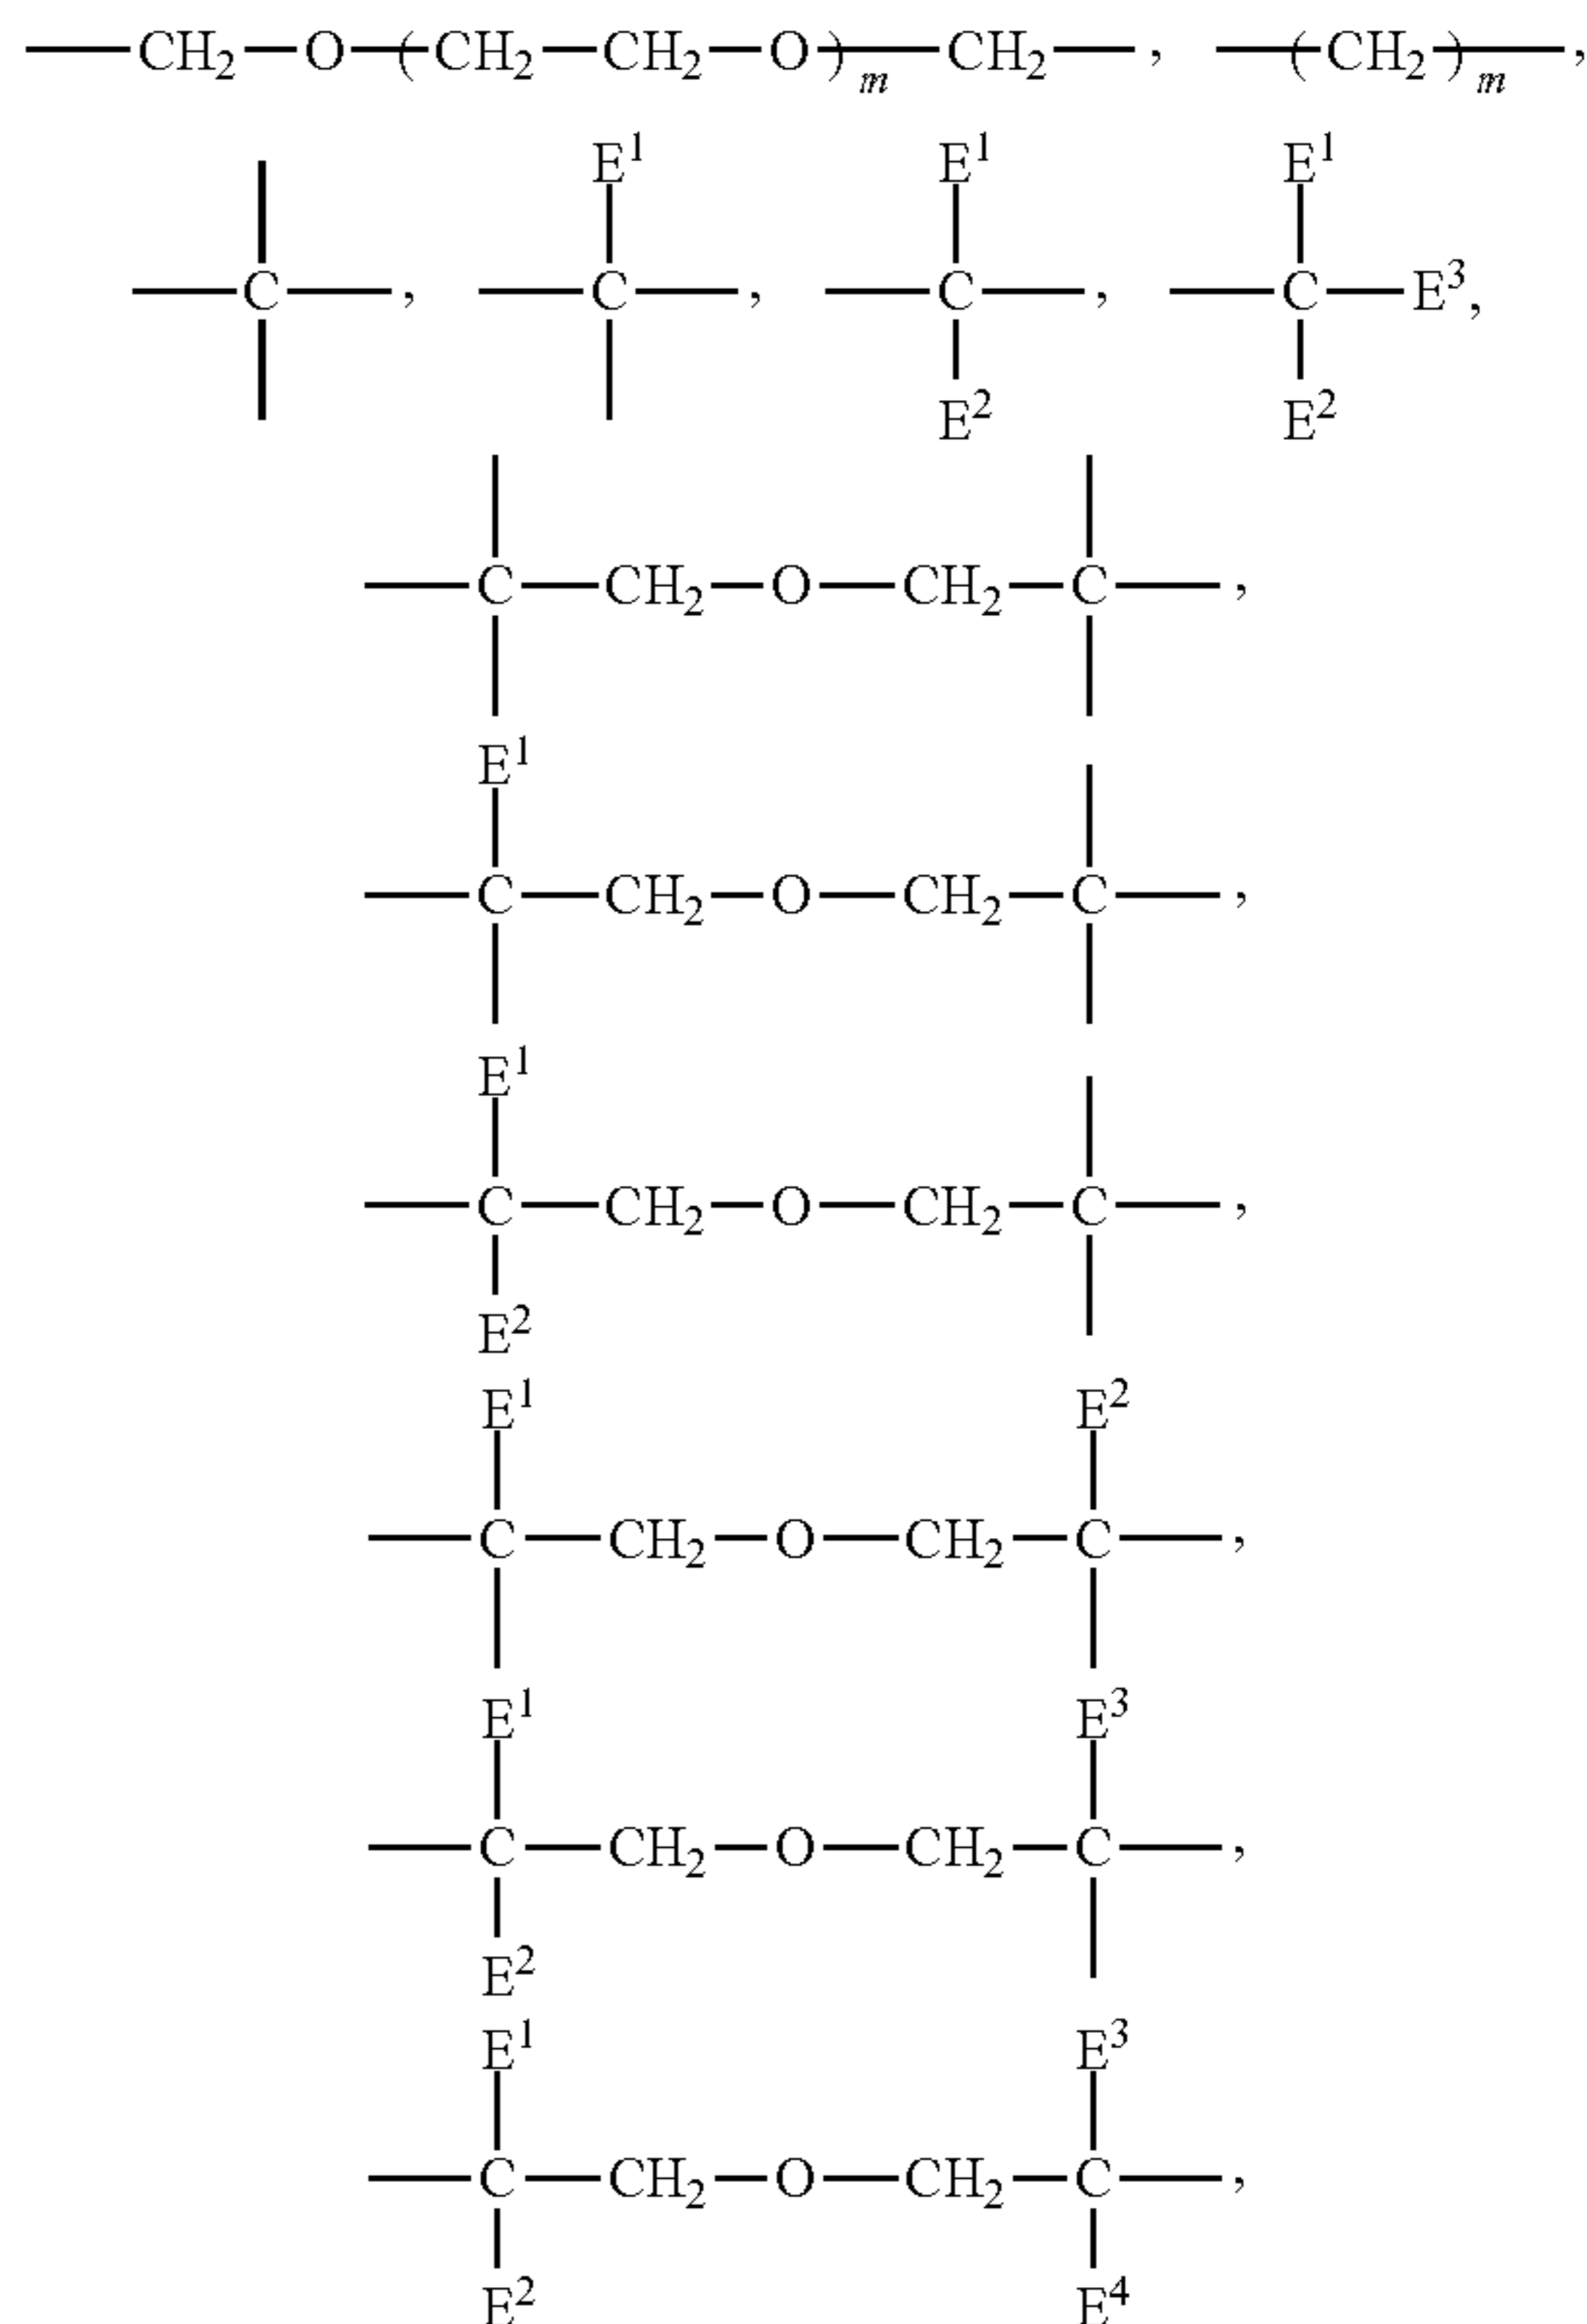 —CH2—O—(CH2—CH2—O)m—CH2—, —(CH2)m—,
E1 E1 E1
—C—, —C—, —C—, —C—E3,
E2 E2
—C—CH2—O—CH2—C—,
E1
—C—CH2—O—CH2—C—,
E1
—C—CH2—O—CH2—C—,
E2
E1 E2
—C—CH2—O—CH2—C—,
E1 E3
—C—CH2—O—CH2—C—,
E2
E1 E3
—C—CH2—O—CH2—C—,
E2 E4